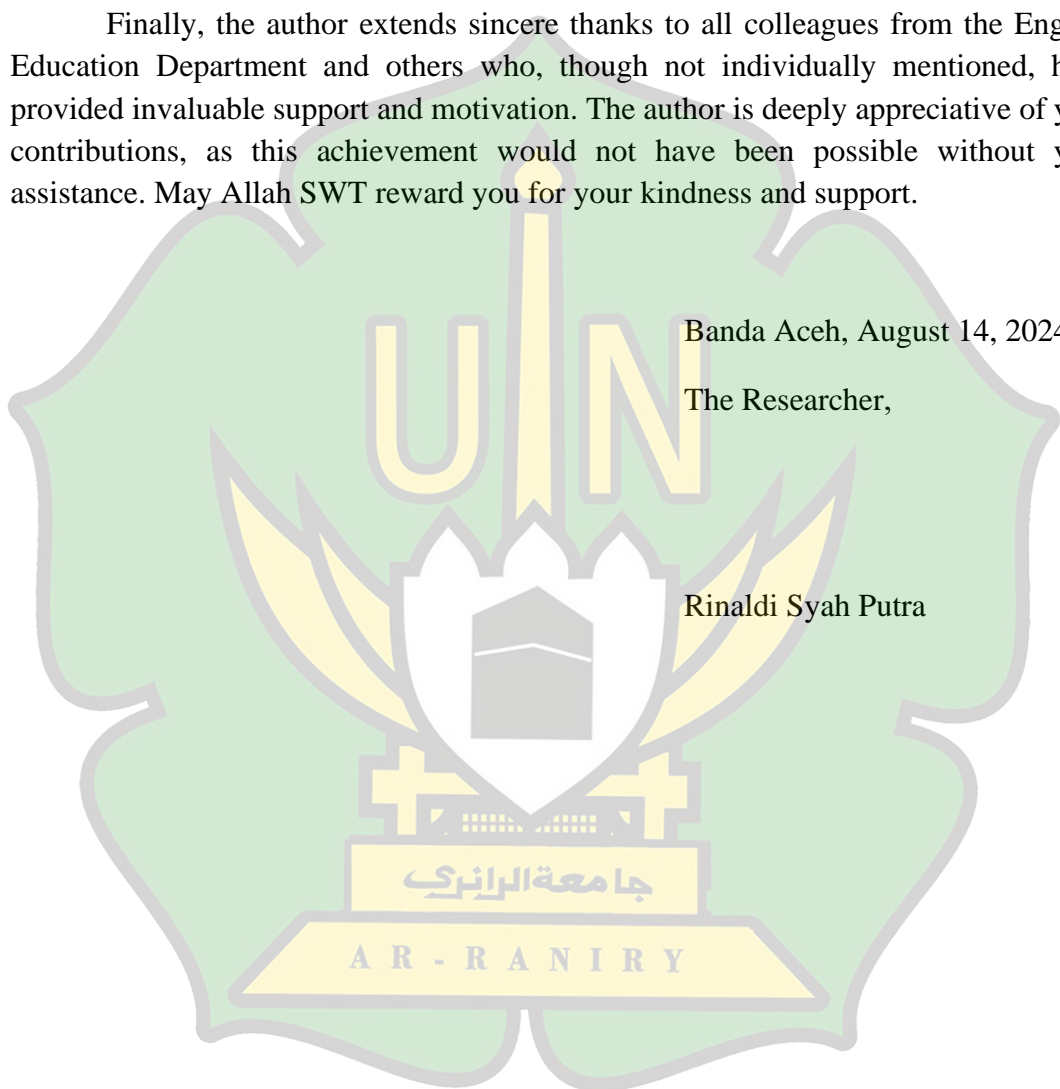 Finally, the author extends sincere thanks to all colleagues from the Eng
Education Department and others who, though not individually mentioned, h
provided invaluable support and motivation. The author is deeply appreciative of y
contributions, as this achievement would not have been possible without y
assistance. May Allah SWT reward you for your kindness and support.
Banda Aceh, August 14, 2024
The Researcher,
UIN
Rinaldi Syah Putra
جامعة الرانري
AR-RANIRY